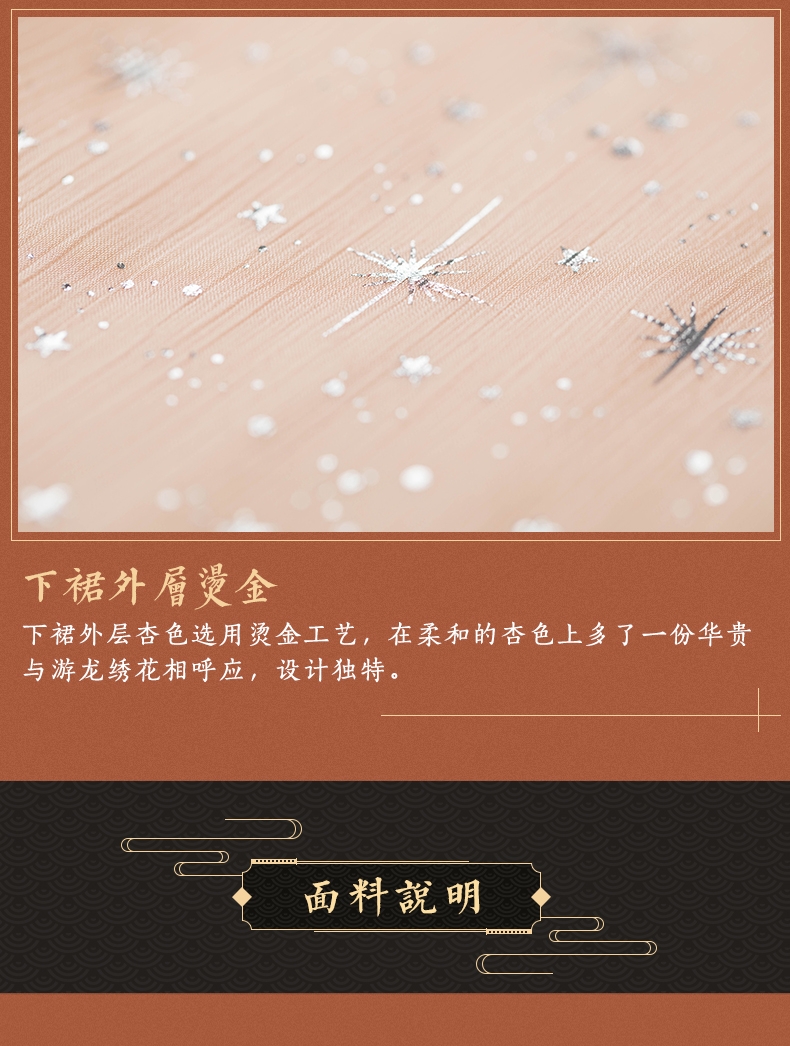 下裙外層燙金
下裙外层杏色选用烫金工艺，在柔和的杏色上多了一份华贵
与游龙绣花相呼应，设计独特。
面料説明